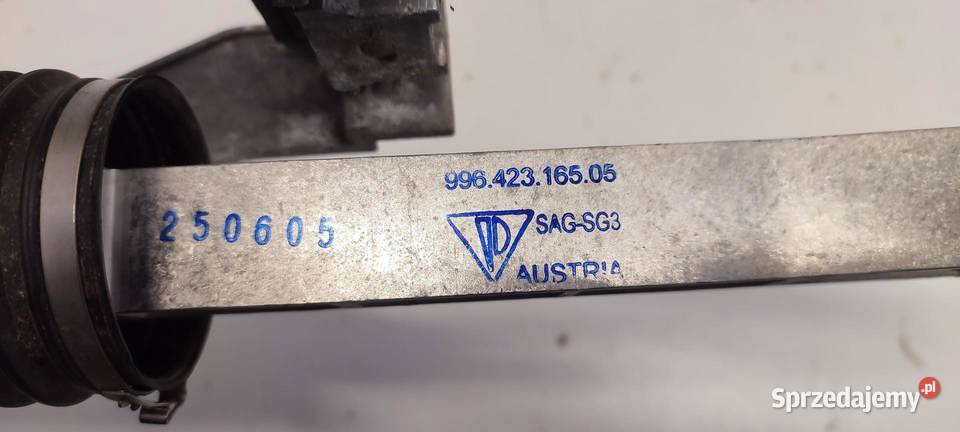 996.423.165.05
250605
SAG-SG3
AUSTRIA
Sprzedajemy.pl